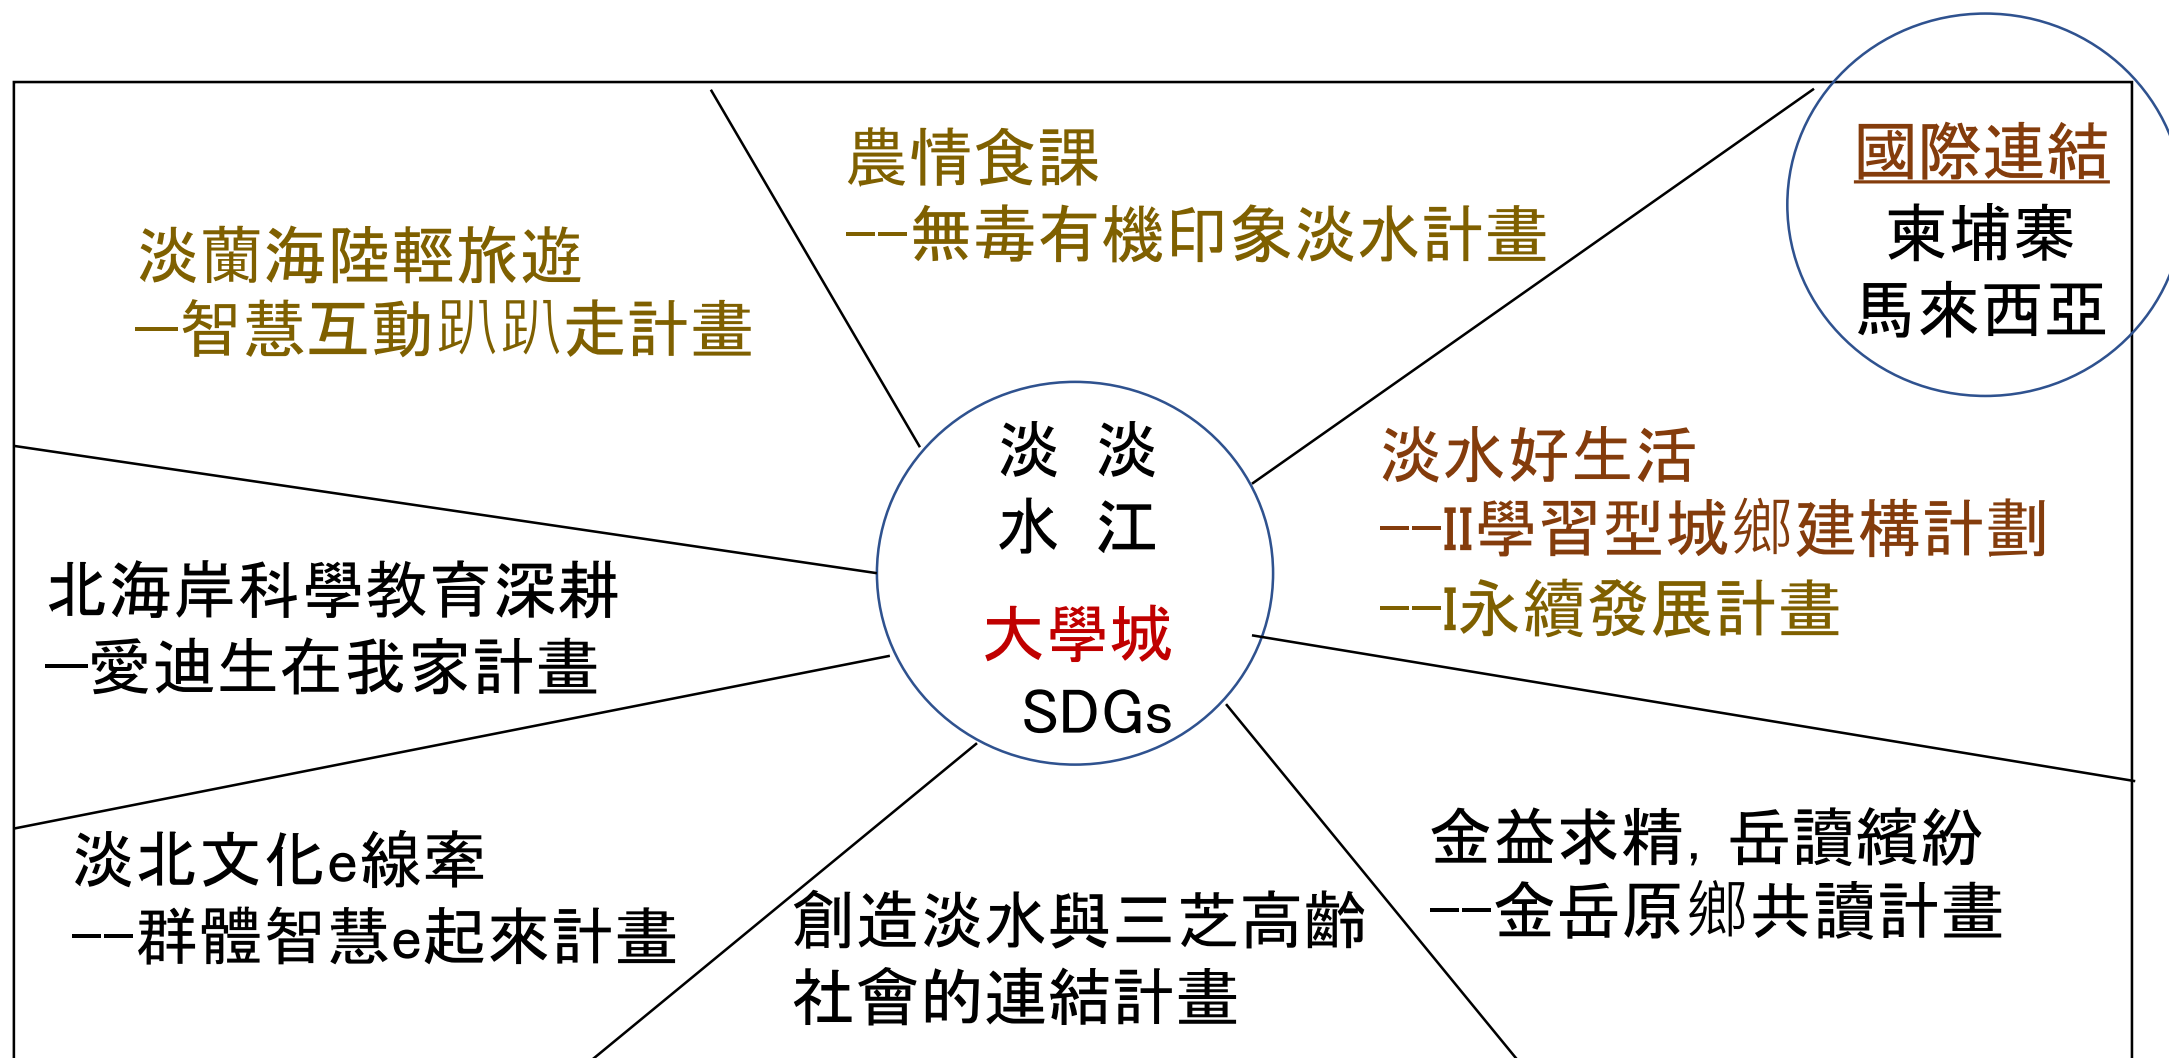 農情食課
——無毒有機印象淡水計畫
國際連結
柬埔寨
馬來西亞
淡蘭海陸輕旅遊
—智慧互動趴趴走計畫
淡 淡
水 江
大學城
SDGs
淡水好生活
——II學習型城鄉建構計劃
——I永續發展計畫
北海岸科學教育深耕
—愛迪生在我家計畫
淡北文化e線牽
——群體智慧e起來計畫
創造淡水與三芝高齡
社會的連結計畫
金益求精, 岳讀繽紛
——金岳原鄉共讀計畫